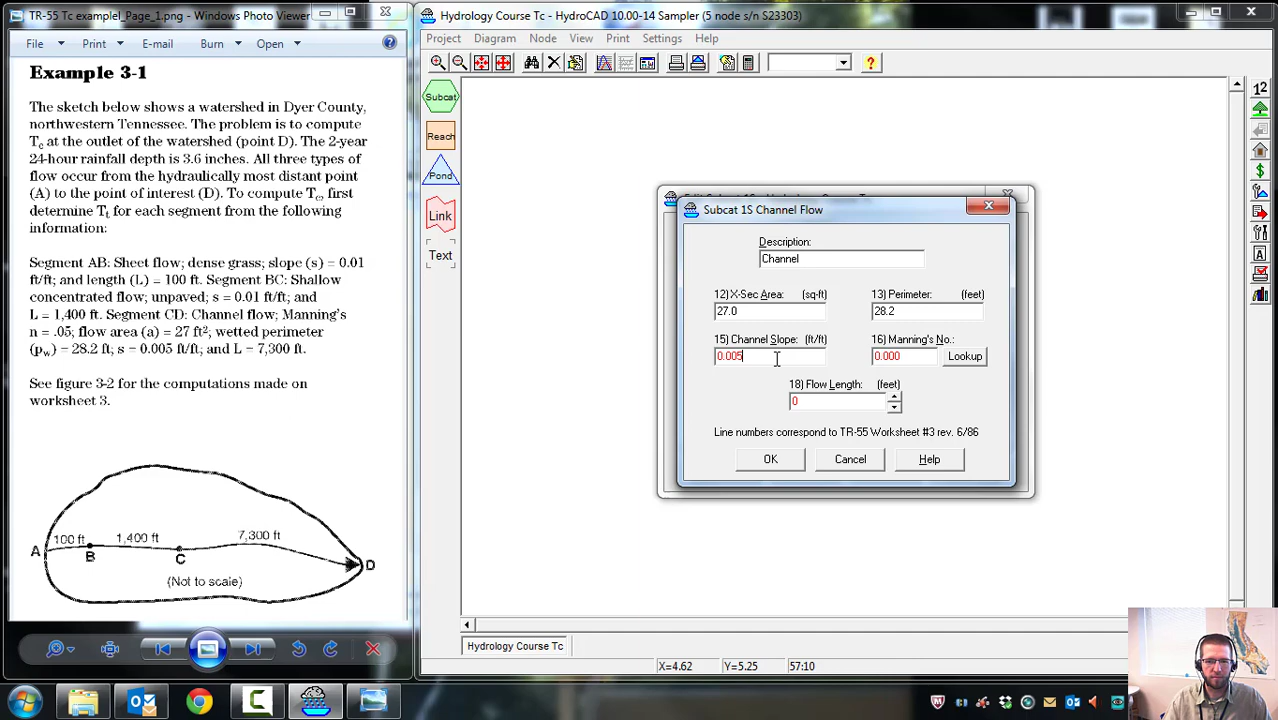 TR-55 Tc examplel_Page_1.png - Windows Photo Viewer
File Print E-mail Burn Open
Example 3-1
The sketch below shows a watershed in Dyer County,
northwestern Tennessee. The problem is to compute
Tc at the outlet of the watershed (point D). The 2-year
24-hour rainfall depth is 3.6 inches. All three types of
flow occur from the hydraulically most distant point
(A) to the point of interest (D). To compute Tc, first
determine Tt for each segment from the following
information:
Segment AB: Sheet flow; dense grass; slope (s) = 0.01
ft/ft; and length (L) = 100 ft. Segment BC: Shallow
concentrated flow; unpaved; s = 0.01 ft/ft; and
L = 1,400 ft. Segment CD: Channel flow; Manning's
n = .05; flow area (a) = 27 ft²; wetted perimeter
(pw) = 28.2 ft; s = 0.005 ft/ft; and L = 7,300 ft.
See figure 3-2 for the computations made on
worksheet 3.
A 100 ft B 1,400 ft C 7,300 ft D
(Not to scale)
Hydrology Course Tc - HydroCAD 10.00-14 Sampler (5 node s/n S23303)
Project Diagram Node View Print Settings Help
Subcat
Reach
Pond
Link
Text
12
Subcat 1S Channel Flow
Description:
Channel
12) X-Sec Area: (sq-ft) 13) Perimeter: (feet)
27.0 28.2
15) Channel Slope: (ft/ft) 16) Manning's No.:
0.005 0.000 Lookup
18) Flow Length: (feet)
0
Line numbers correspond to TR-55 Worksheet #3 rev. 6/86
OK Cancel Help
Hydrology Course Tc
X=4.62 Y=5.25 57:10